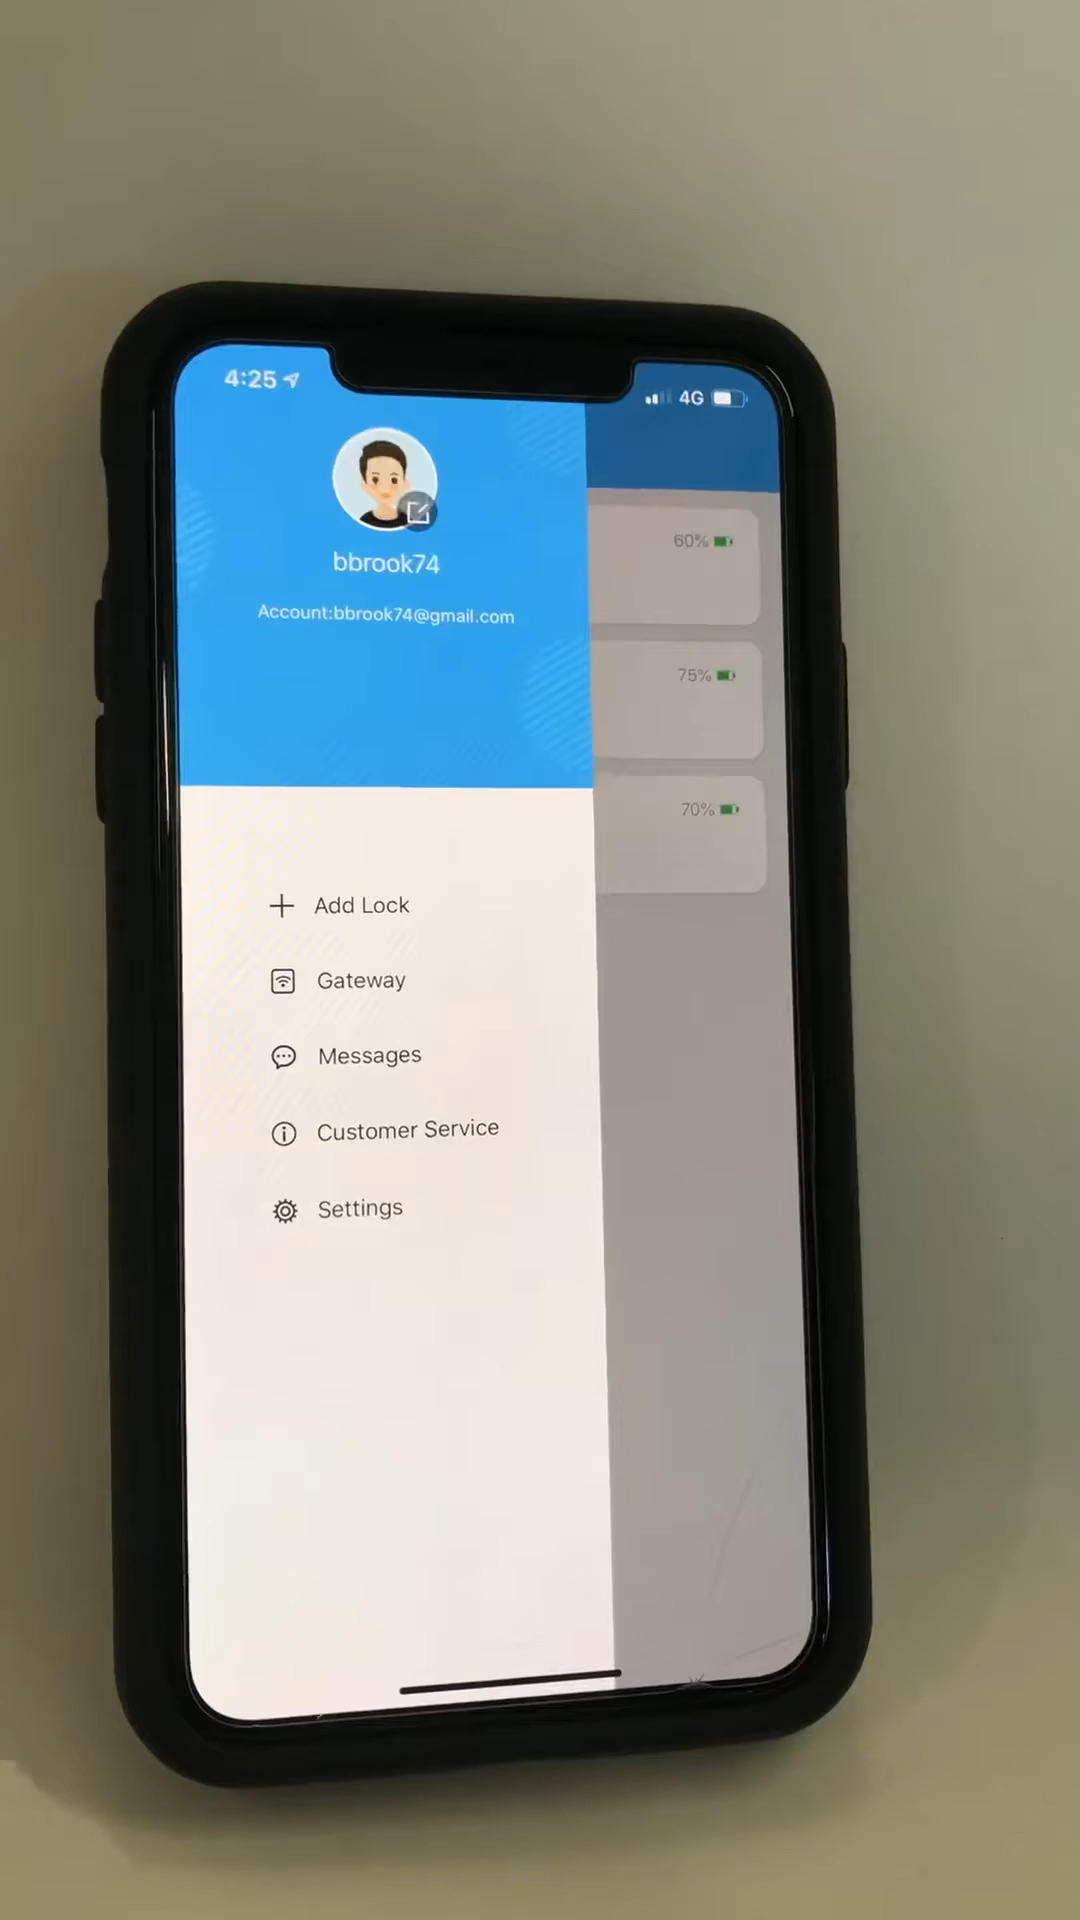 4:25
4G
bbrook74
Account:bbrook74@gmail.com
60%
75%
70%
Add Lock
Gateway
Messages
Customer Service
Settings